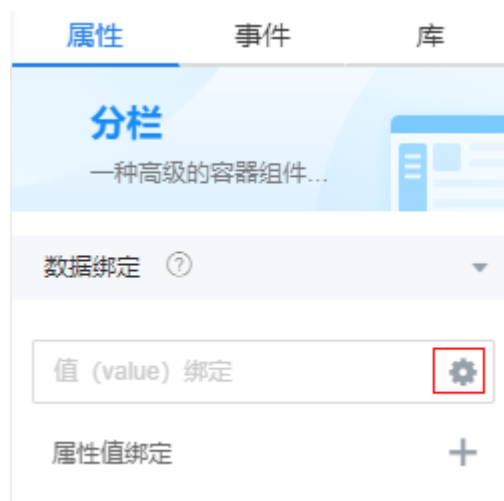 属性 事件 库
分栏
一种高级的容器组件...
数据绑定 ?
值（value）绑定
属性值绑定